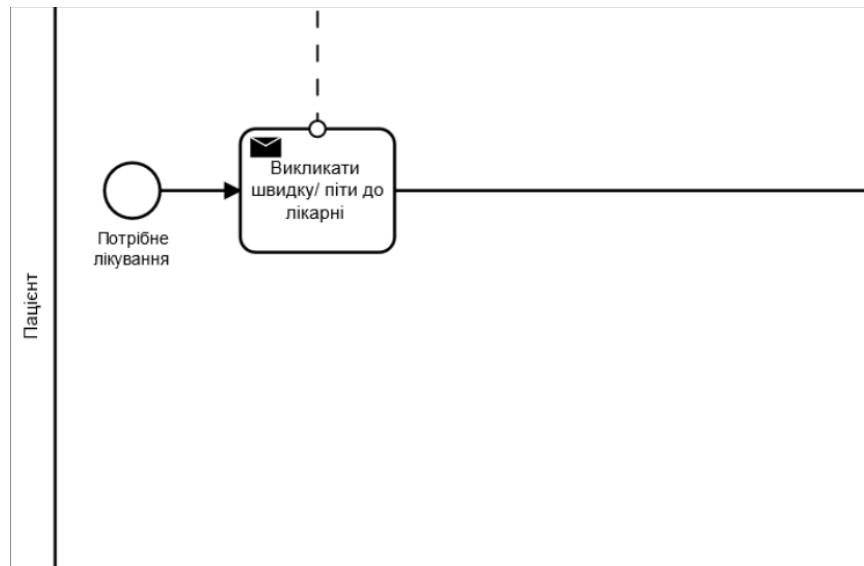 Викликати
швидку/ піти до
лікарні
Потрібне
лікування
Пацієнт